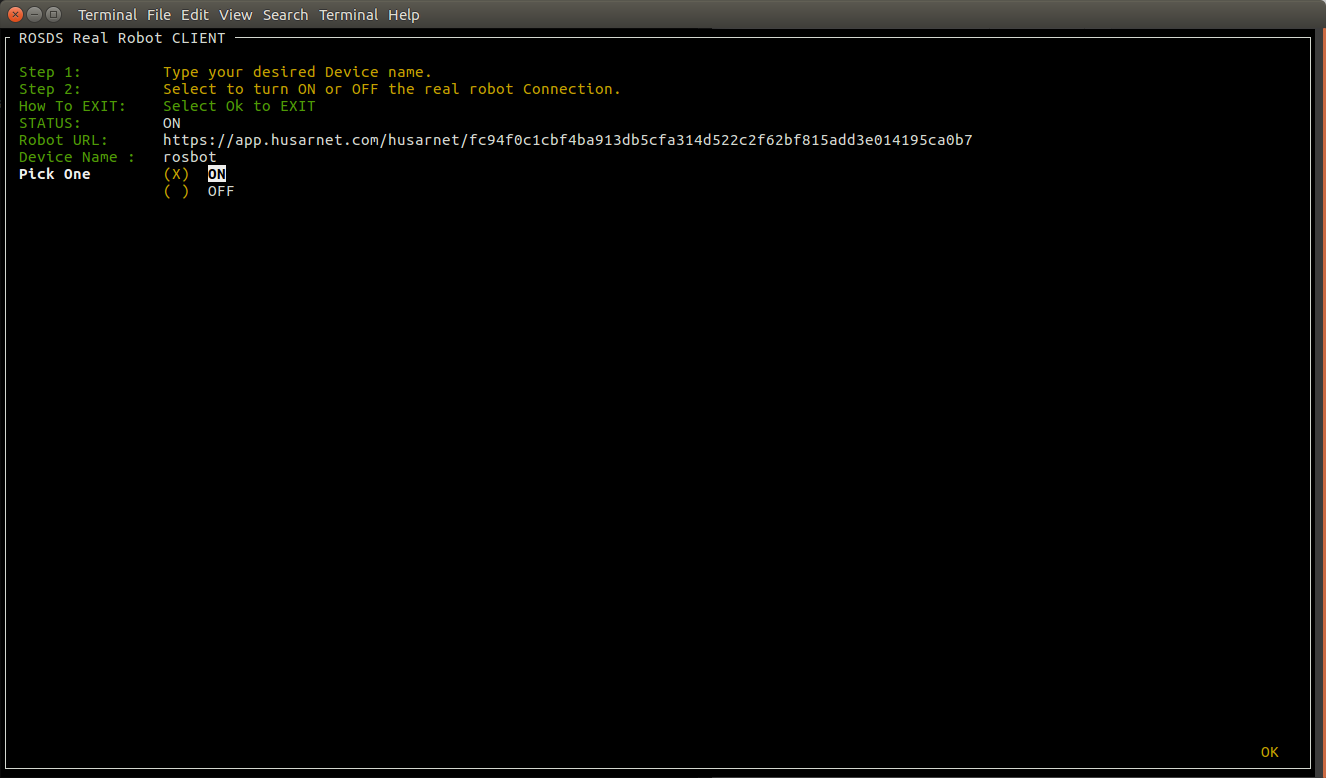 Terminal File Edit View Search Terminal Help
ROSDS Real Robot CLIENT
Step 1: Type your desired Device name.
Step 2: Select to turn ON or OFF the real robot Connection.
How To EXIT: Select Ok to EXIT
STATUS: ON
Robot URL: https://app.husarnet.com/husarnet/fc94f0c1cbf4ba913db5cfa314d522c2f62bf815add3e014195ca0b7
Device Name : rosbot
Pick One (X) ON
( ) OFF
OK